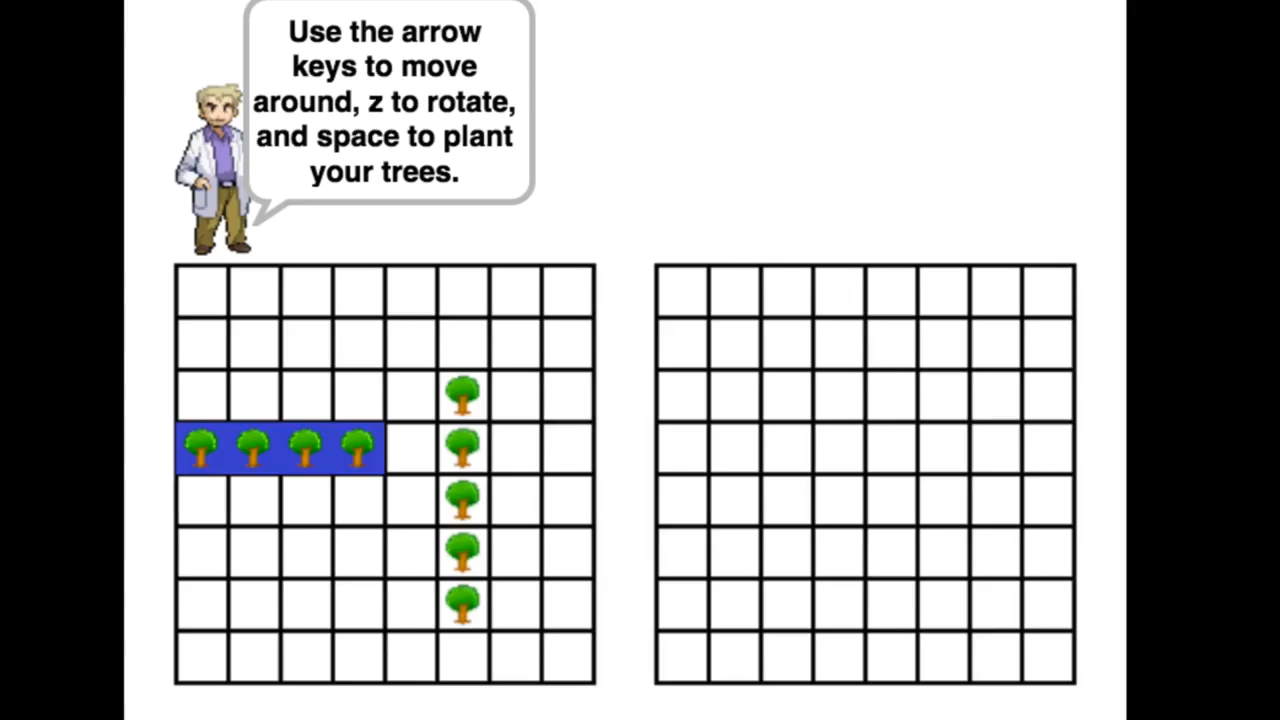 Use the arrow
keys to move
around, z to rotate,
and space to plant
your trees.